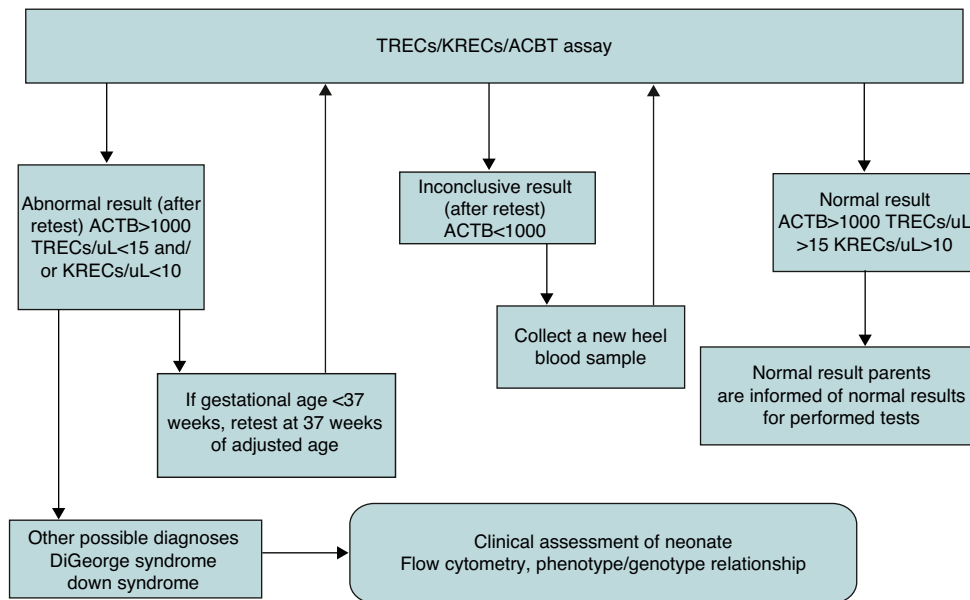 TRECs/KRECs/ACBT assay
Abnormal result (after
retest) ACTB>1000
TRECs/uL<15 and/
or KRECs/uL<10
Inconclusive result
(after retest)
ACTB<1000
Normal result
ACTB>1000 TRECs/uL
>15 KRECs/uL>10
If gestational age <37
weeks, retest at 37 weeks
of adjusted age
Collect a new heel
blood sample
Normal result parents
are informed of normal results
for performed tests
Other possible diagnoses
DiGeorge syndrome
down syndrome
Clinical assessment of neonate
Flow cytometry, phenotype/genotype relationship